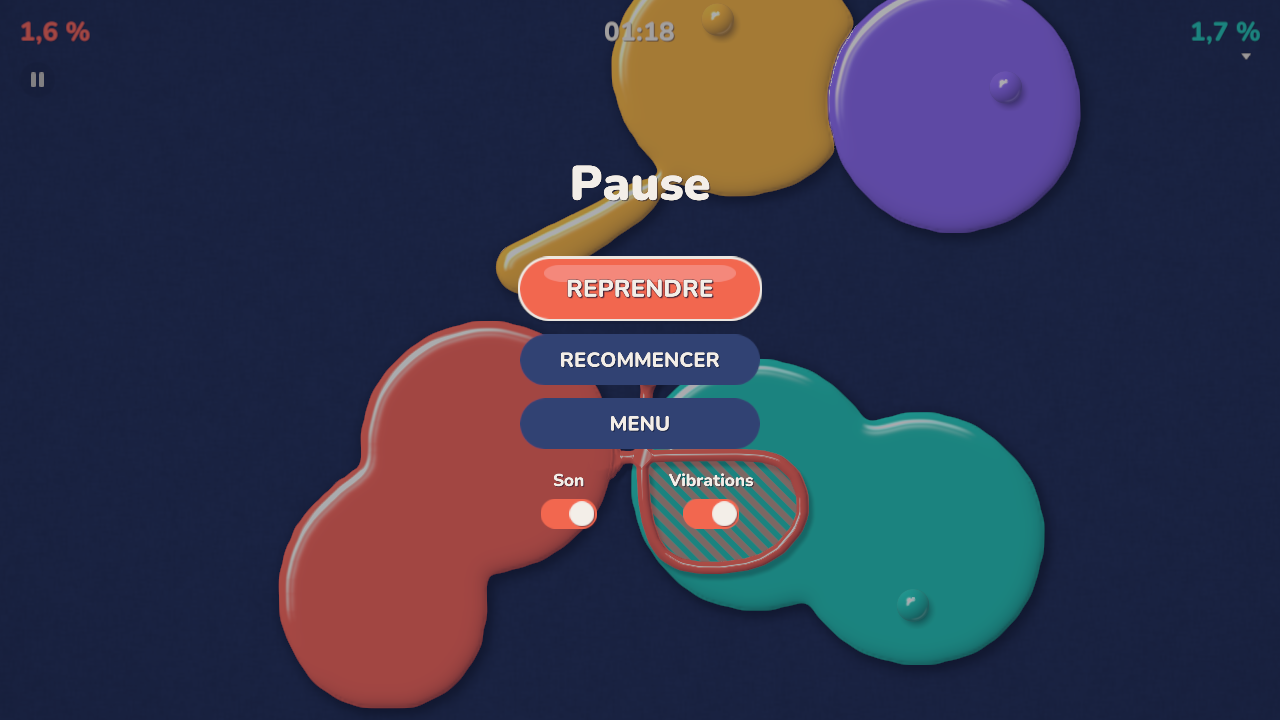 1,6 %
01:18
1,7 %
Pause
REPRENDRE
RECOMMENCER
MENU
Son
Vibrations